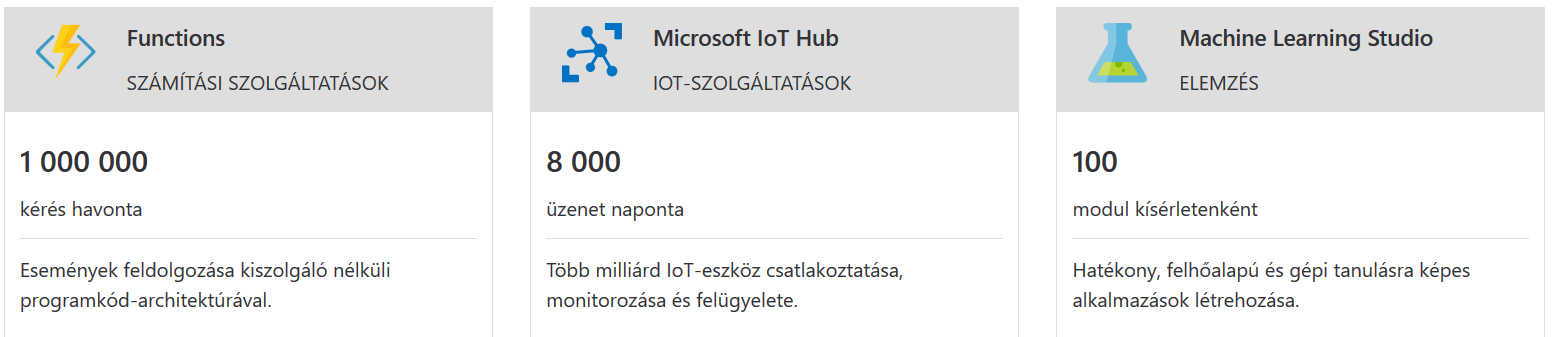 Functions
SZÁMÍTÁSI SZOLGÁLTATÁSOK
1 000 000
kérés havonta
Események feldolgozása kiszolgáló nélküli
programkód-architektúrával.
Microsoft IoT Hub
IOT-SZOLGÁLTATÁSOK
8 000
üzenet naponta
Több milliárd IoT-eszköz csatlakoztatása,
monitorozása és felügyelete.
Machine Learning Studio
ELEMZÉS
100
modul kísérletenként
Hatékony, felhőalapú és gépi tanulásra képes
alkalmazások létrehozása.